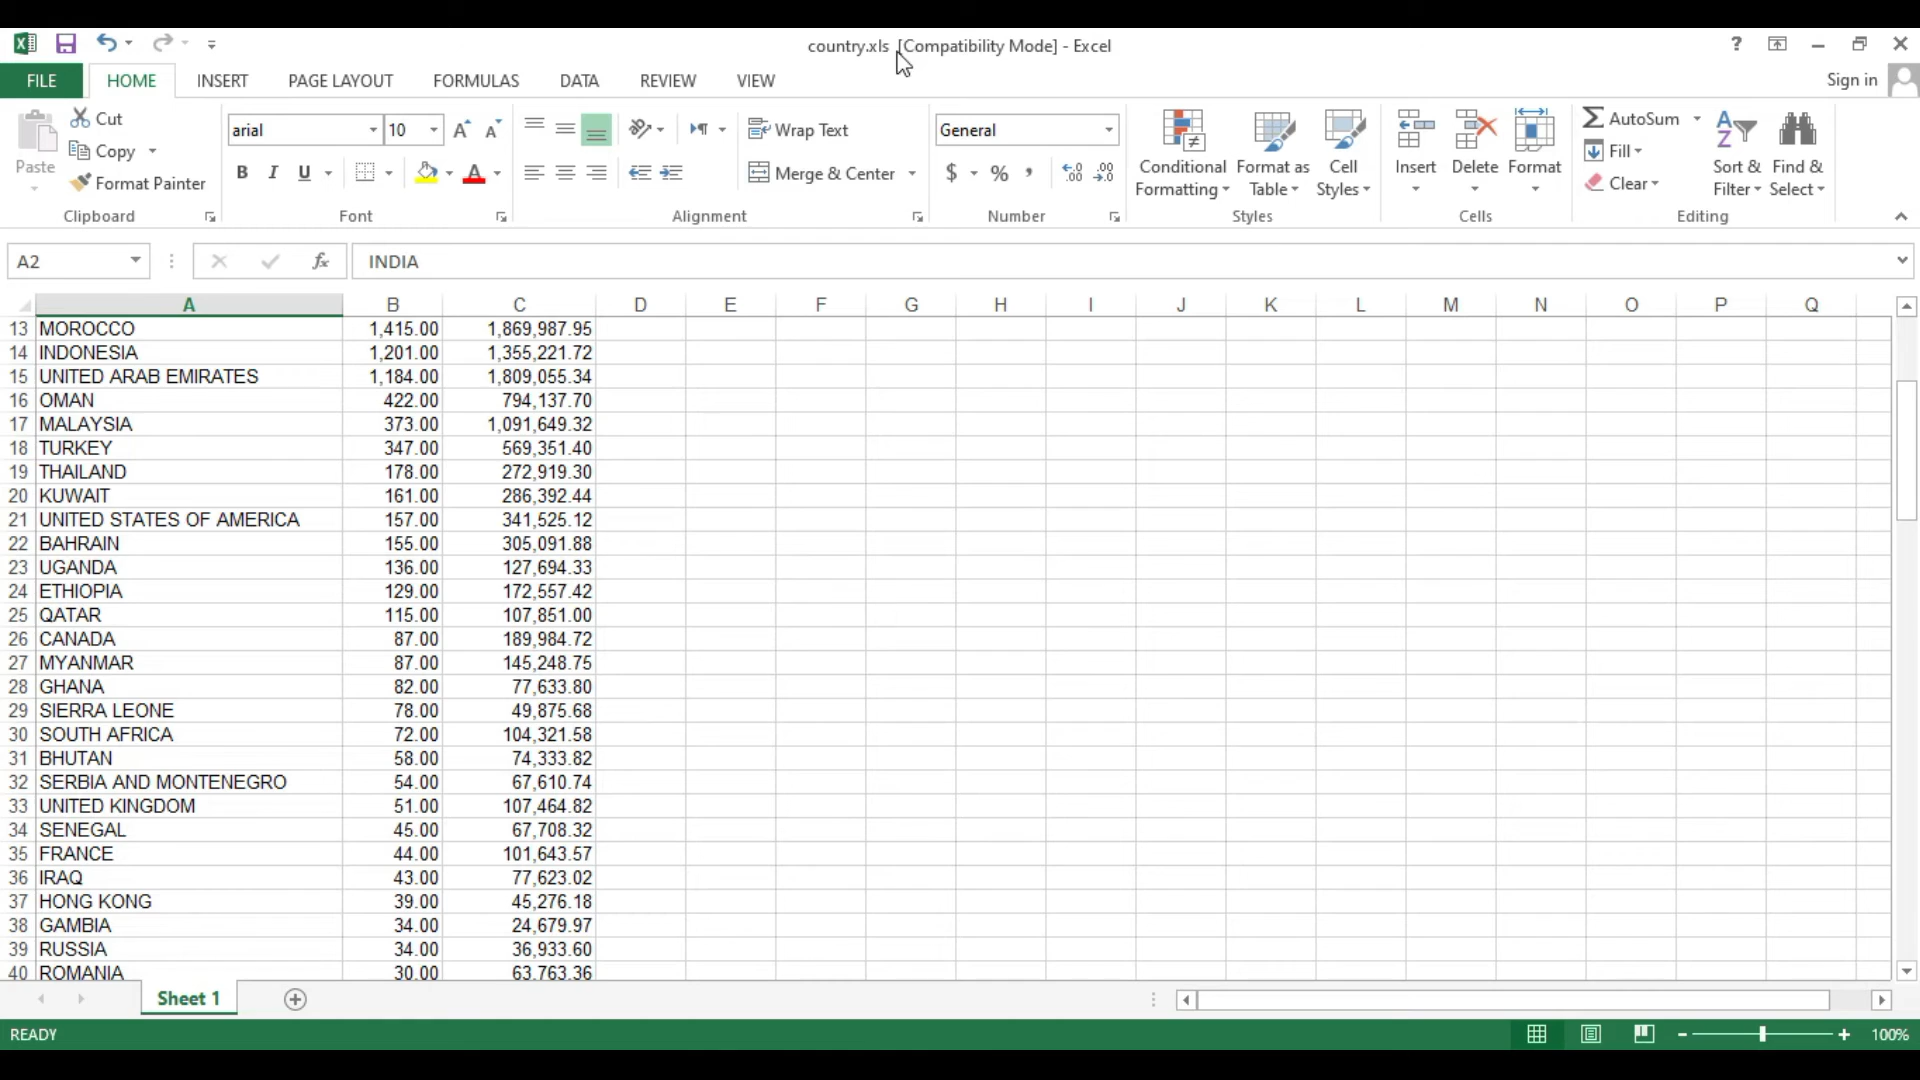 country.xls [Compatibility Mode] - Excel
?
FILE HOME INSERT PAGE LAYOUT FORMULAS DATA REVIEW VIEW Sign in
Paste
Cut
Copy
Format Painter
Clipboard
arial 10
B I U
Font
Wrap Text
Merge & Center
Alignment
General
$ % ,
Number
Conditional Formatting
Format as Table
Cell Styles
Styles
Insert Delete Format
Cells
AutoSum
Fill
Clear
Sort & Filter
Find & Select
Editing
A2 fx INDIA
A B C D E F G H I J K L M N O P Q
13 MOROCCO 1,415.00 1,869,987.95
14 INDONESIA 1,201.00 1,355,221.72
15 UNITED ARAB EMIRATES 1,184.00 1,809,055.34
16 OMAN 422.00 794,137.70
17 MALAYSIA 373.00 1,091,649.32
18 TURKEY 347.00 569,351.40
19 THAILAND 178.00 272,919.30
20 KUWAIT 161.00 286,392.44
21 UNITED STATES OF AMERICA 157.00 341,525.12
22 BAHRAIN 155.00 305,091.88
23 UGANDA 136.00 127,694.33
24 ETHIOPIA 129.00 172,557.42
25 QATAR 115.00 107,851.00
26 CANADA 87.00 189,984.72
27 MYANMAR 87.00 145,248.75
28 GHANA 82.00 77,633.80
29 SIERRA LEONE 78.00 49,875.68
30 SOUTH AFRICA 72.00 104,321.58
31 BHUTAN 58.00 74,333.82
32 SERBIA AND MONTENEGRO 54.00 67,610.74
33 UNITED KINGDOM 51.00 107,464.82
34 SENEGAL 45.00 67,708.32
35 FRANCE 44.00 101,643.57
36 IRAQ 43.00 77,623.02
37 HONG KONG 39.00 45,276.18
38 GAMBIA 34.00 24,679.97
39 RUSSIA 34.00 36,933.60
40 ROMANIA 30.00 63,763.36
Sheet 1
READY 100%